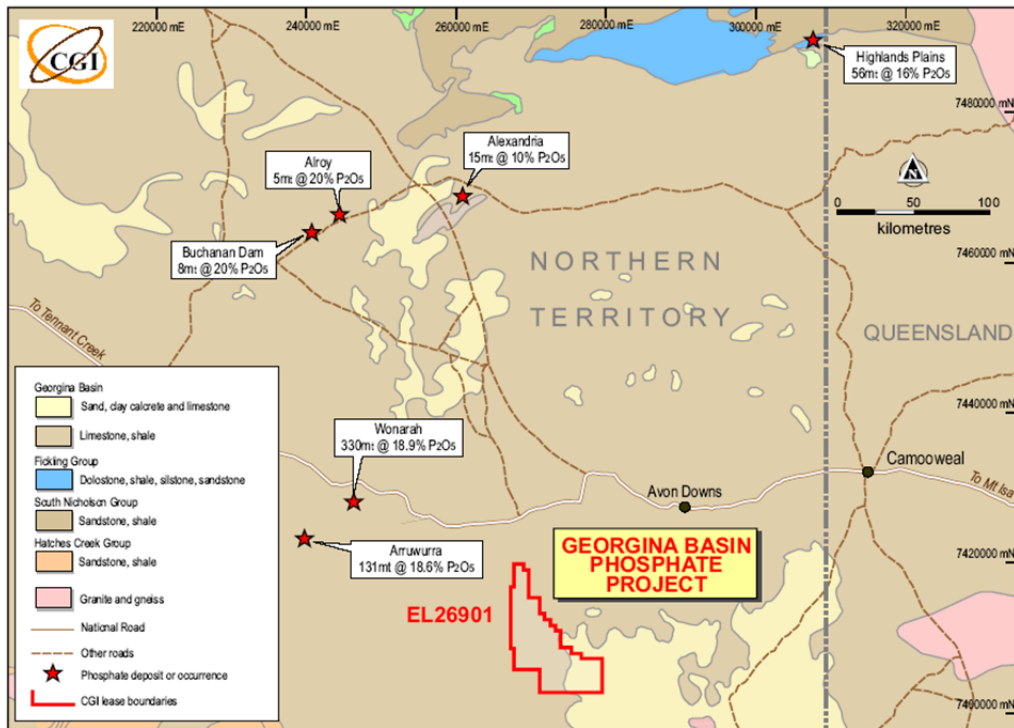 220000 mE
240000 mE
260000 mE
280000 mE
300000 mE
320000 mE
CGI
Highlands Plains
56mt @ 16% P2O5
7480000 mN
Alexandria
15mt @ 10% P2O5
Alroy
5mt @ 20% P2O5
N
0 50 100
kilometres
Buchanan Dam
8mt @ 20% P2O5
7460000 mN
NORTHERN
TERRITORY
QUEENSLAND
To Tennant Creek
Georgina Basin
Sand, clay calcrete and limestone
Limestone, shale
Fickling Group
Dolostone, shale, silstone, sandstone
South Nicholson Group
Sandstone, shale
Hatches Creek Group
Sandstone, shale
Granite and gneiss
National Road
Other roads
Phosphate deposit or occurrence
CGI lease boundaries
7440000 mN
Wonarah
330mt @ 18.9% P2O5
Camooweal
To Mt Isa
Avon Downs
Arruwurra
131mt @ 18.6% P2O5
GEORGINA BASIN
PHOSPHATE
PROJECT
7420000 mN
EL26901
7400000 mN